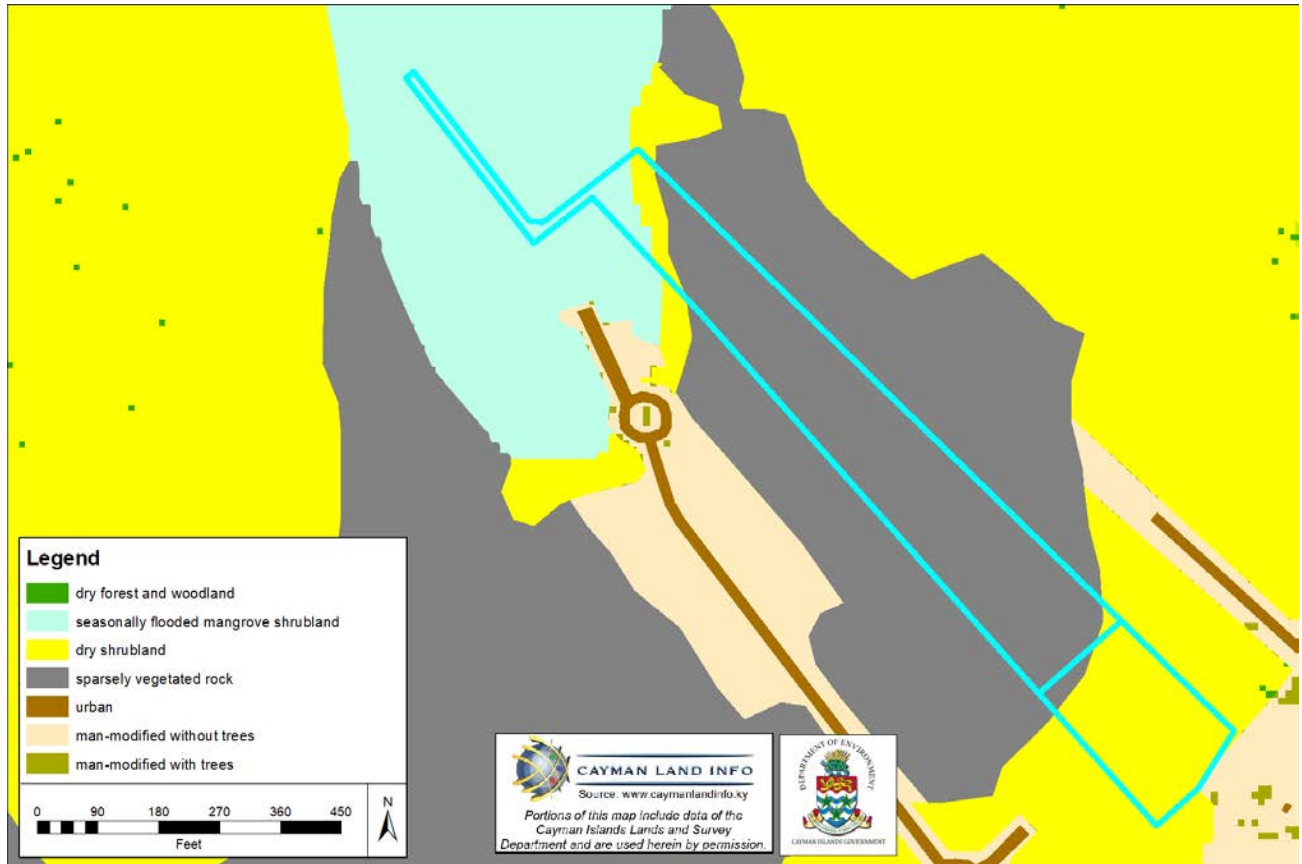 Legend
dry forest and woodland
seasonally flooded mangrove shrubland
dry shrubland
sparsely vegetated rock
urban
man-modified without trees
man-modified with trees
0 90 180 270 360 450
Feet
N
CAYMAN LAND INFO
Source: www.caymanlandinfo.ky
Portions of this map include data of the
Cayman Islands Lands and Survey
Department and are used herein by permission.
DEPARTMENT OF ENVIRONMENT
CAYMAN ISLANDS GOVERNMENT